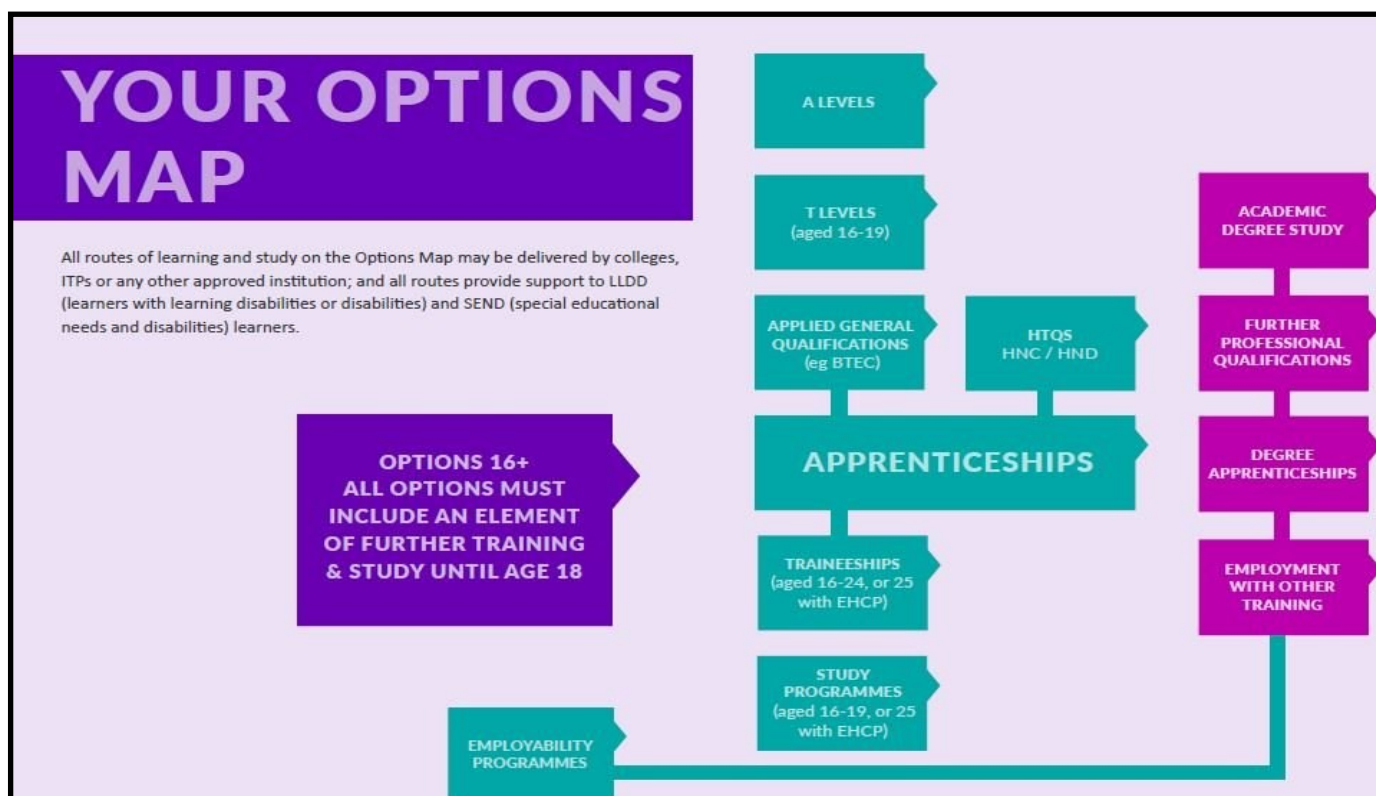 YOUR OPTIONS
MAP
All routes of learning and study on the Options Map may be delivered by colleges,
ITPs or any other approved institution; and all routes provide support to LLDD
(learners with learning disabilities or disabilities) and SEND (special educational
needs and disabilities) learners.
OPTIONS 16+
ALL OPTIONS MUST
INCLUDE AN ELEMENT
OF FURTHER TRAINING
& STUDY UNTIL AGE 18
EMPLOYABILITY
PROGRAMMES
A LEVELS
T LEVELS
(aged 16-19)
APPLIED GENERAL
QUALIFICATIONS
(eg BTEC)
HTQS
HNC / HND
APPRENTICESHIPS
TRAINEESHIPS
(aged 16-24, or 25
with EHCP)
STUDY
PROGRAMMES
(aged 16-19, or 25
with EHCP)
ACADEMIC
DEGREE STUDY
FURTHER
PROFESSIONAL
QUALIFICATIONS
DEGREE
APPRENTICESHIPS
EMPLOYMENT
WITH OTHER
TRAINING